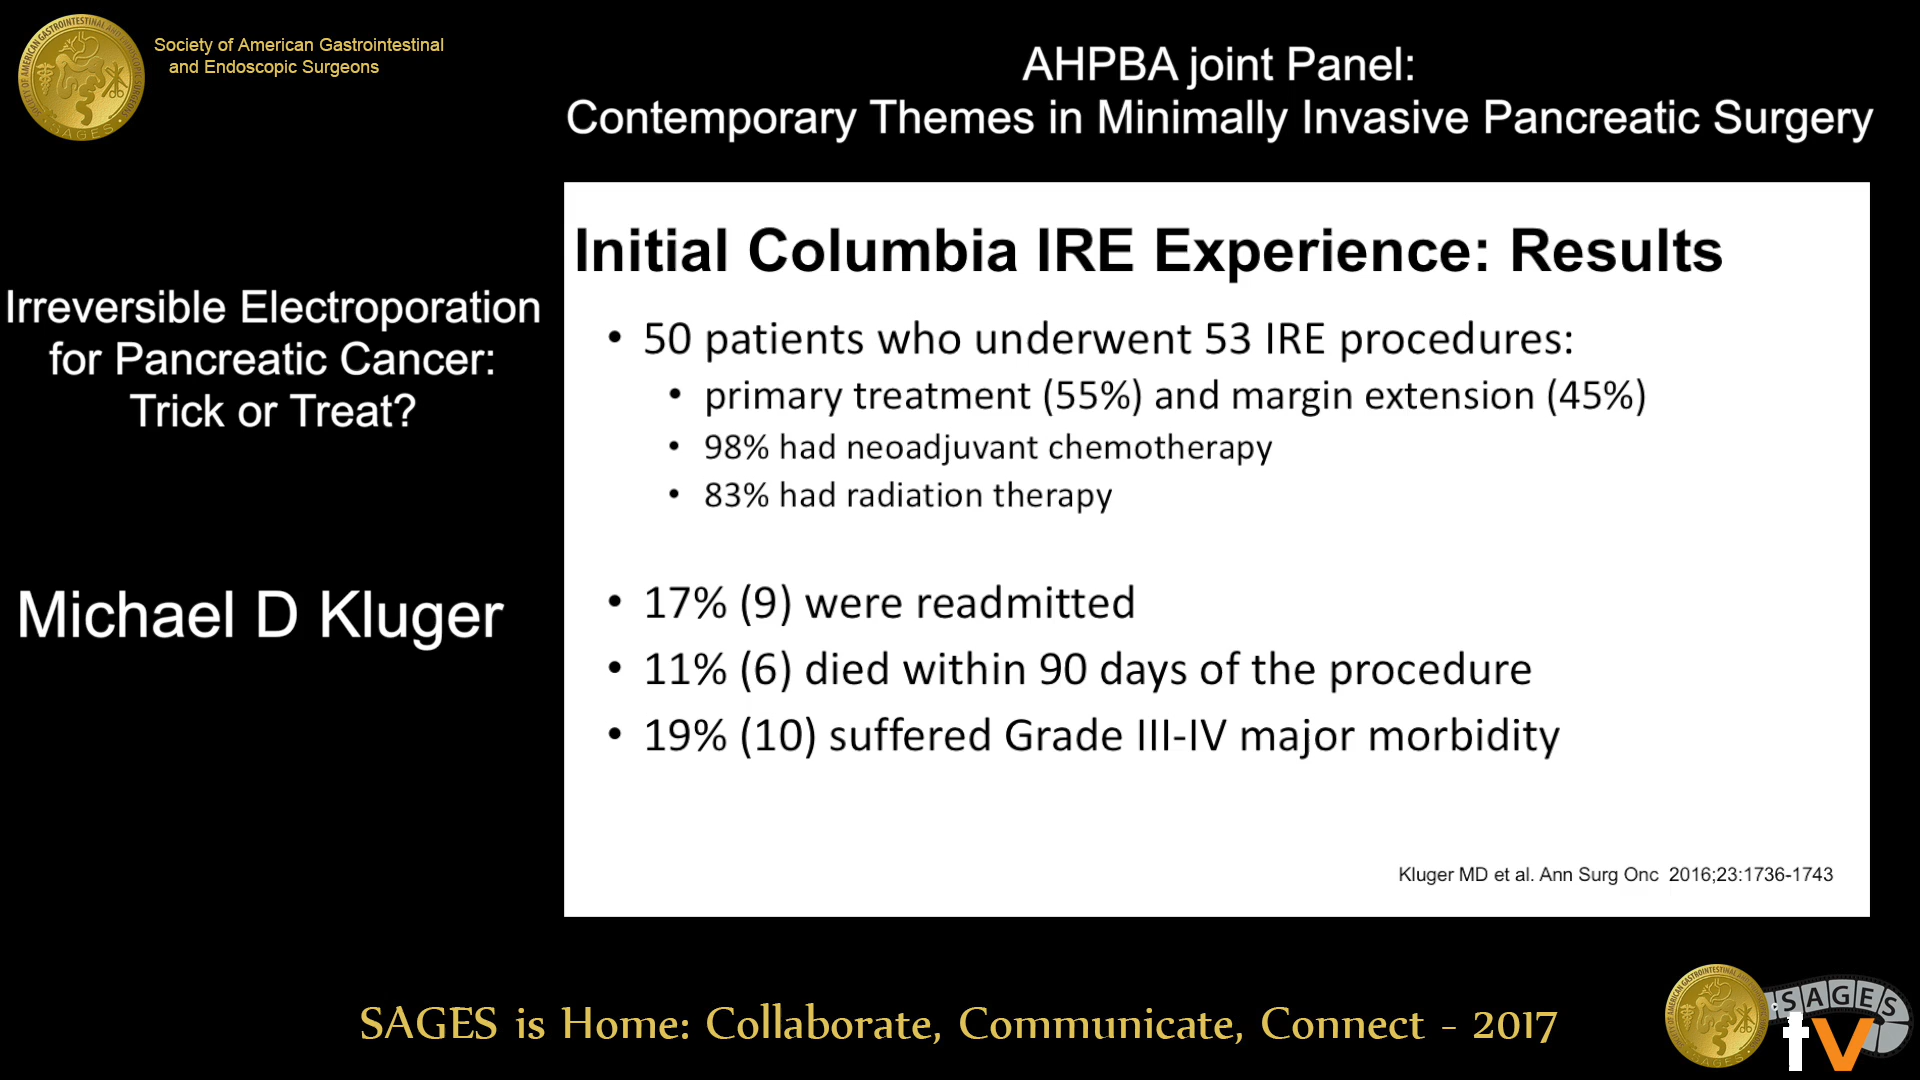 Society of American Gastrointestinal
and Endoscopic Surgeons
AHPBA joint Panel:
Contemporary Themes in Minimally Invasive Pancreatic Surgery
Irreversible Electroporation
for Pancreatic Cancer:
Trick or Treat?
Michael D Kluger
Initial Columbia IRE Experience: Results
• 50 patients who underwent 53 IRE procedures:
• primary treatment (55%) and margin extension (45%)
• 98% had neoadjuvant chemotherapy
• 83% had radiation therapy
• 17% (9) were readmitted
• 11% (6) died within 90 days of the procedure
• 19% (10) suffered Grade III-IV major morbidity
Kluger MD et al. Ann Surg Onc 2016;23:1736-1743
SAGES is Home: Collaborate, Communicate, Connect - 2017
SAGES
tV